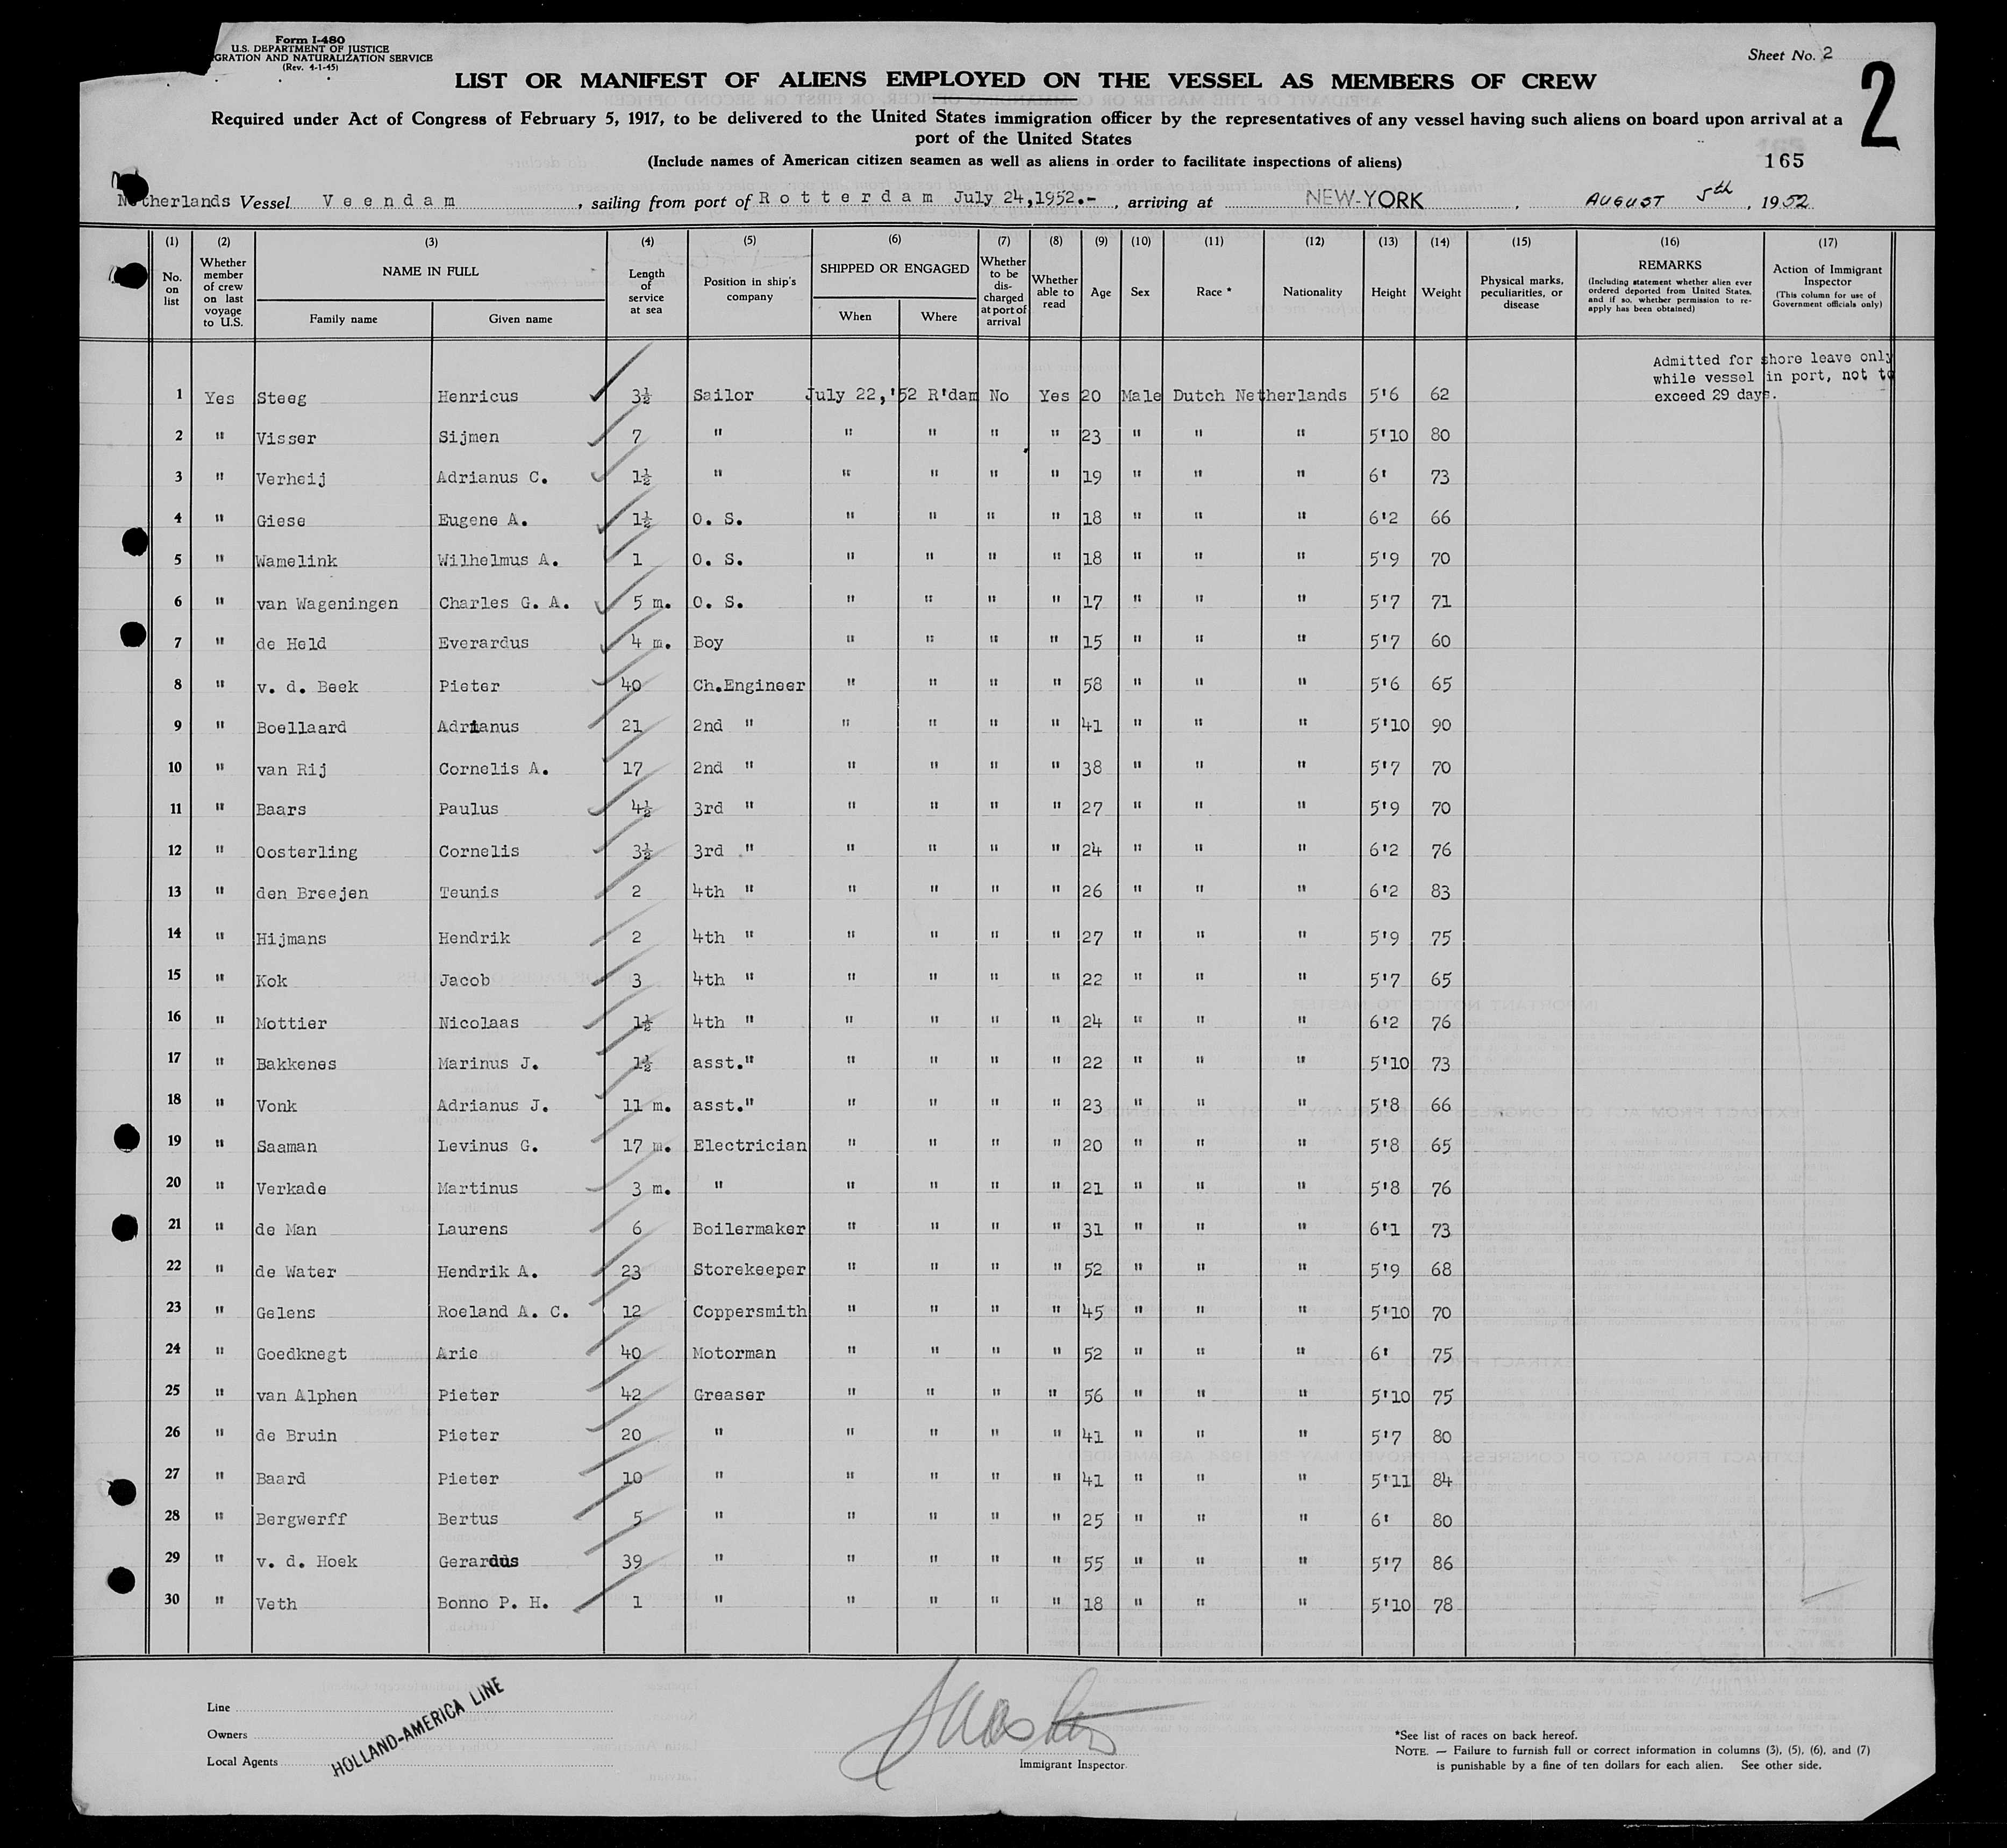 Form I-480
U.S. DEPARTMENT OF JUSTICE
GRATION AND NATURALIZATION SERVICE
(Rev. 4-1-45)
Sheet No. 2
2
LIST OR MANIFEST OF ALIENS EMPLOYED ON THE VESSEL AS MEMBERS OF CREW
Required under Act of Congress of February 5, 1917, to be delivered to the United States immigration officer by the representatives of any vessel having such aliens on board upon arrival at a
port of the United States
(Include names of American citizen seamen as well as aliens in order to facilitate inspections of aliens)
165
Netherlands Vessel Veendam, sailing from port of Rotterdam July 24,1952.-, arriving at NEW-YORK, AUGUST 5th, 1952
(1) (2) (3) (4) (5) (6) (7) (8) (9) (10) (11) (12) (13) (14) (15) (16) (17)
No. on list
Whether member of crew on last voyage to U.S.
NAME IN FULL
Family name Given name
Length of service at sea
Position in ship's company
SHIPPED OR ENGAGED
When Where
Whether to be discharged at port of arrival
Whether able to read
Age
Sex
Race *
Nationality
Height
Weight
Physical marks, peculiarities, or disease
REMARKS
(Including statement whether alien ever ordered deported from United States, and if so, whether permission to reapply has been obtained)
Action of Immigrant Inspector
(This column for use of Government officials only)
Admitted for shore leave only
while vessel in port, not to
exceed 29 days.
1 Yes Steeg Henricus 3½ Sailor July 22,'52 R'dam No Yes 20 Male Dutch Netherlands 5'6 62
2 " Visser Sijmen 7 " " " " " 23 " " " 5'10 80
3 " Verheij Adrianus C. 1½ " " " " " 19 " " " 6' 73
4 " Giese Eugene A. 1½ O. S. " " " " 18 " " " 6'2 66
5 " Wamelink Wilhelmus A. 1 O. S. " " " " 18 " " " 5'9 70
6 " van Wageningen Charles G. A. 5 m. O. S. " " " " 17 " " " 5'7 71
7 " de Held Everardus 4 m. Boy " " " " 15 " " " 5'7 60
8 " v. d. Beek Pieter 40 Ch.Engineer " " " " 58 " " " 5'6 65
9 " Boellaard Adrianus 21 2nd " " " " " 41 " " " 5'10 90
10 " van Rij Cornelis A. 17 2nd " " " " " 38 " " " 5'7 70
11 " Baars Paulus 4½ 3rd " " " " " 27 " " " 5'9 70
12 " Oosterling Cornelis 3½ 3rd " " " " " 24 " " " 6'2 76
13 " den Breejen Teunis 2 4th " " " " " 26 " " " 6'2 83
14 " Hijmans Hendrik 2 4th " " " " " 27 " " " 5'9 75
15 " Kok Jacob 3 4th " " " " " 22 " " " 5'7 65
16 " Mottier Nicolaas 1½ 4th " " " " " 24 " " " 6'2 76
17 " Bakkenes Marinus J. 1½ asst." " " " " 22 " " " 5'10 73
18 " Vonk Adrianus J. 11 m. asst." " " " " 23 " " " 5'8 66
19 " Saaman Levinus G. 17 m. Electrician " " " " 20 " " " 5'8 65
20 " Verkade Martinus 3 m. " " " " " 21 " " " 5'8 76
21 " de Man Laurens 6 Boilermaker " " " " 31 " " " 6'1 73
22 " de Water Hendrik A. 23 Storekeeper " " " " 52 " " " 5'9 68
23 " Gelens Roeland A. C. 12 Coppersmith " " " " 45 " " " 5'10 70
24 " Goedknegt Arie 40 Motorman " " " " 52 " " " 6' 75
25 " van Alphen Pieter 42 Greaser " " " " 56 " " " 5'10 75
26 " de Bruin Pieter 20 " " " " " 41 " " " 5'7 80
27 " Baard Pieter 10 " " " " " 41 " " " 5'11 84
28 " Bergwerff Bertus 5 " " " " " 25 " " " 6' 80
29 " v. d. Hoek Gerardus 39 " " " " " 55 " " " 5'7 86
30 " Veth Bonno P. H. 1 " " " " " 18 " " " 5'10 78
Line
Owners
Local Agents
HOLLAND-AMERICA LINE
Immigrant Inspector.
*See list of races on back hereof.
NOTE. — Failure to furnish full or correct information in columns (3), (5), (6), and (7)
is punishable by a fine of ten dollars for each alien. See other side.